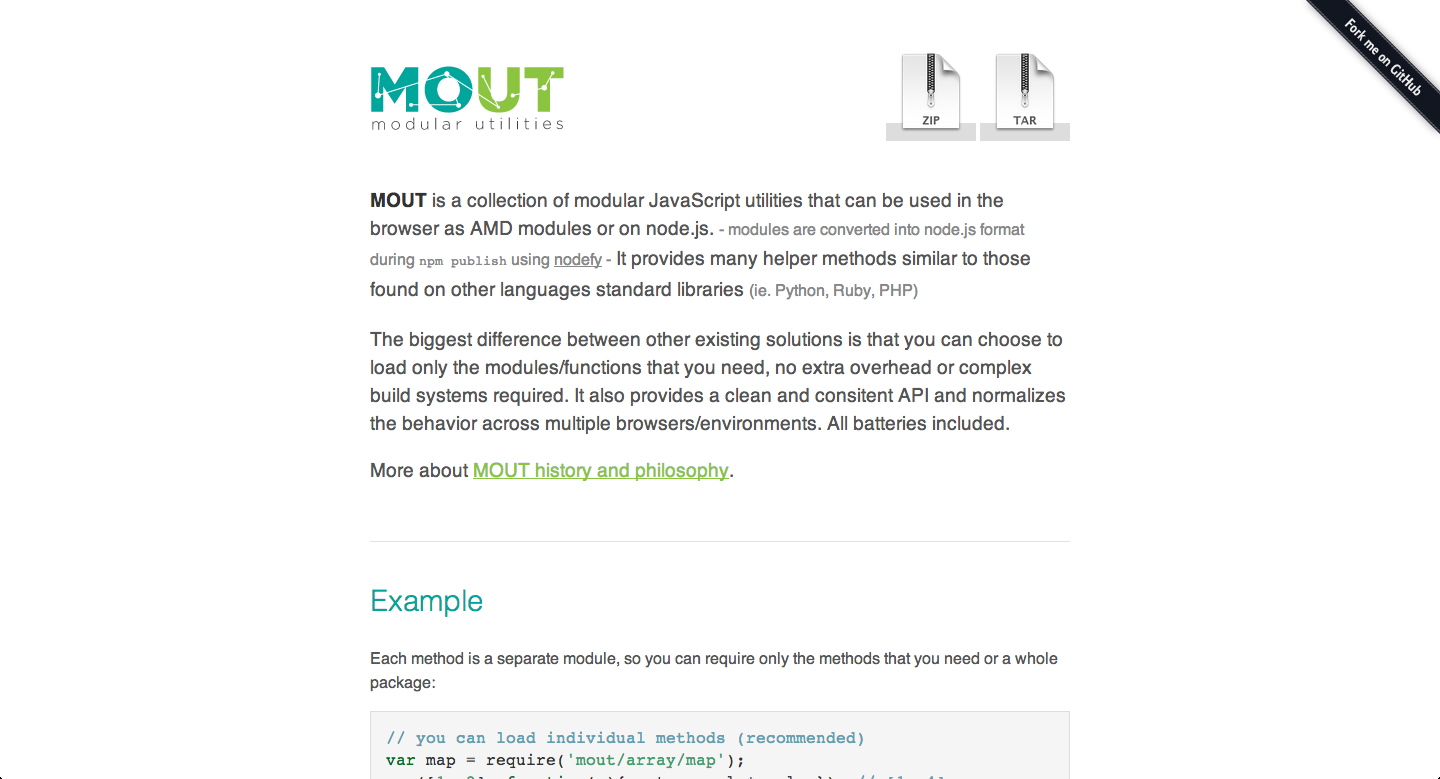 Fork me on GitHub
MOUT
modular utilities
ZIP
TAR
MOUT is a collection of modular JavaScript utilities that can be used in the
browser as AMD modules or on node.js. - modules are converted into node.js format
during npm publish using nodefy - It provides many helper methods similar to those
found on other languages standard libraries (ie. Python, Ruby, PHP)
The biggest difference between other existing solutions is that you can choose to
load only the modules/functions that you need, no extra overhead or complex
build systems required. It also provides a clean and consitent API and normalizes
the behavior across multiple browsers/environments. All batteries included.
More about MOUT history and philosophy.
Example
Each method is a separate module, so you can require only the methods that you need or a whole
package:
// you can load individual methods (recommended)
var map = require('mout/array/map');